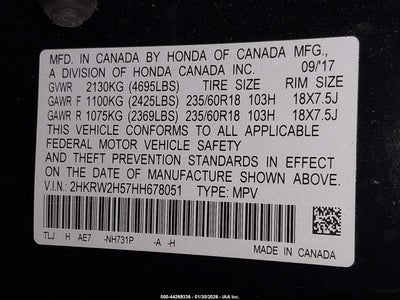 MFD. IN CANADA BY HONDA OF CANADA MFG.,
A DIVISION OF HONDA CANADA INC. 09/'17
GVWR 2130KG (4695LBS) TIRE SIZE RIM SIZE
GAWR F 1100KG (2425LBS) 235/60R18 103H 18X7.5J
GAWR R 1075KG (2369LBS) 235/60R18 103H 18X7.5J
THIS VEHICLE CONFORMS TO ALL APPLICABLE
FEDERAL MOTOR VEHICLE SAFETY
AND THEFT PREVENTION STANDARDS IN EFFECT
ON THE DATE OF MANUFACTURE SHOWN ABOVE.
V.I.N.: 2HKRW2H57HH678051 TYPE: MPV
TLJ H AE7 -NH731P -A -H
MADE IN CANADA
000-44269336 - 01/30/2026 - IAA Inc.